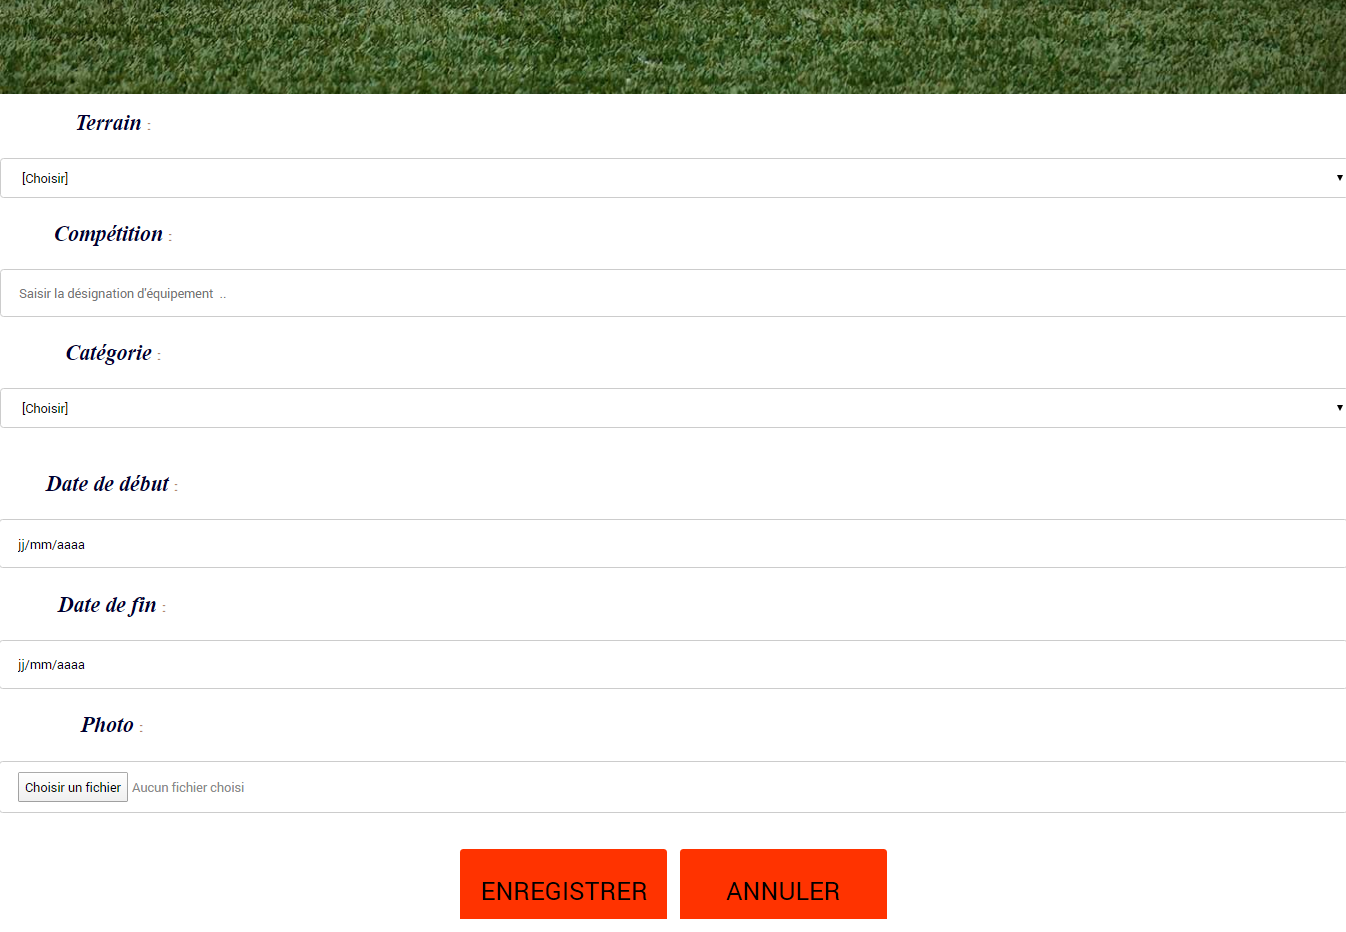 Terrain :
[Choisir]
Compétition :
Saisir la désignation d'équipement ..
Catégorie :
[Choisir]
Date de début :
jj/mm/aaaa
Date de fin :
jj/mm/aaaa
Photo :
Choisir un fichier Aucun fichier choisi
ENREGISTRER ANNULER